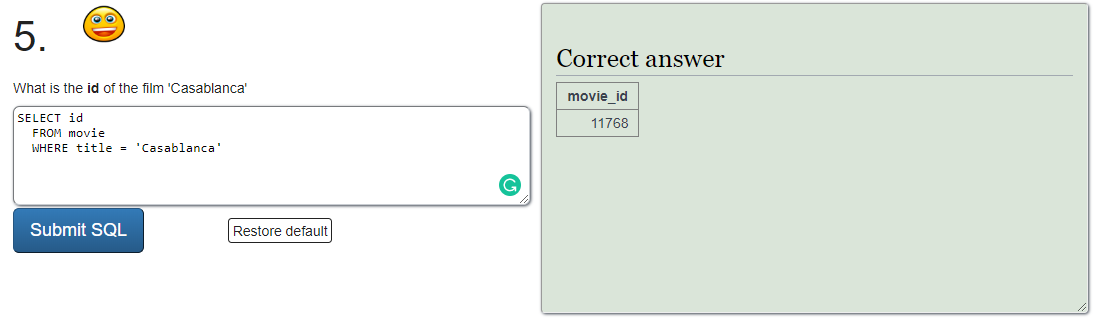 5.
What is the id of the film 'Casablanca'
SELECT id
FROM movie
WHERE title = 'Casablanca'
Submit SQL
Restore default
Correct answer
movie_id
11768